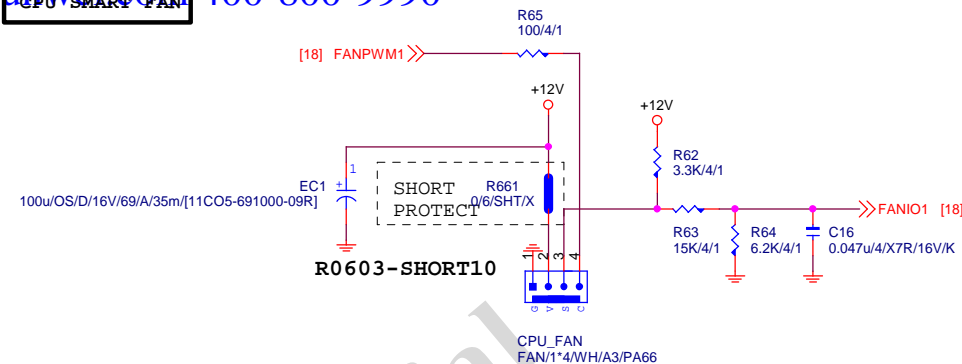 CPU SMART FAN
400-800-9990
R65
100/4/1
[18] FANPWM1
+12V
+12V
R62
3.3K/4/1
1
EC1
100u/OS/D/16V/69/A/35m/[11CO5-691000-09R]
SHORT
PROTECT
R661
0/6/SHT/X
FANIO1 [18]
R63
15K/4/1
R64
6.2K/4/1
C16
0.047u/4/X7R/16V/K
R0603-SHORT10
1 2 3 4
G V S C
CPU_FAN
FAN/1*4/WH/A3/PA66